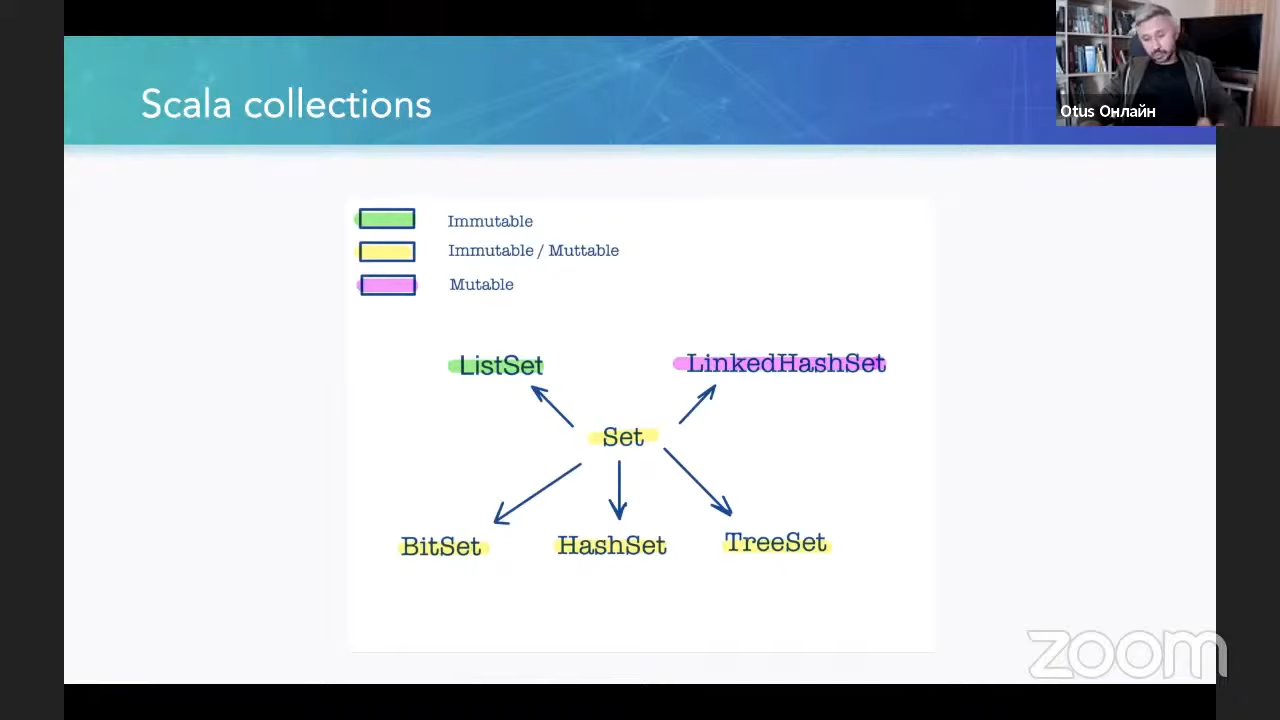 Scala collections
Otus Онлайн
Immutable
Immutable / Muttable
Mutable
ListSet
LinkedHashSet
Set
BitSet
HashSet
TreeSet
zoom